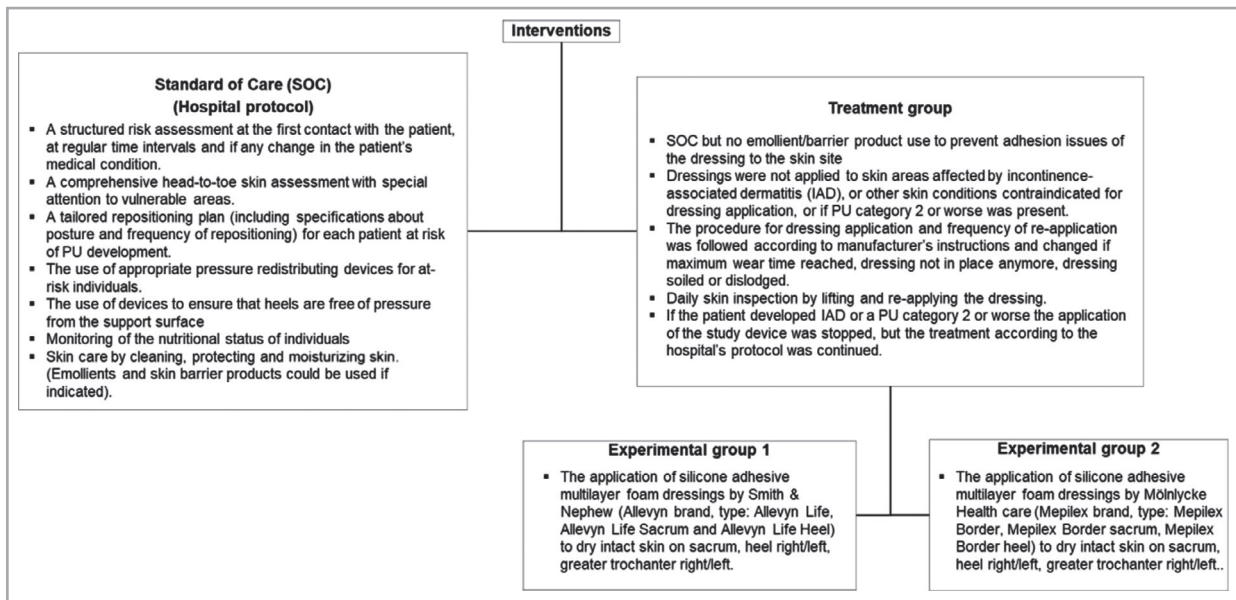 Interventions
Standard of Care (SOC)
(Hospital protocol)
▪ A structured risk assessment at the first contact with the patient,
at regular time intervals and if any change in the patient's
medical condition.
▪ A comprehensive head-to-toe skin assessment with special
attention to vulnerable areas.
▪ A tailored repositioning plan (including specifications about
posture and frequency of repositioning) for each patient at risk
of PU development.
▪ The use of appropriate pressure redistributing devices for at-
risk individuals.
▪ The use of devices to ensure that heels are free of pressure
from the support surface
▪ Monitoring of the nutritional status of individuals
▪ Skin care by cleaning, protecting and moisturizing skin.
(Emollients and skin barrier products could be used if
indicated).
Treatment group
▪ SOC but no emollient/barrier product use to prevent adhesion issues
of the dressing to the skin site
▪ Dressings were not applied to skin areas affected by incontinence-
associated dermatitis (IAD), or other skin conditions contraindicated for
dressing application, or if PU category 2 or worse was present.
▪ The procedure for dressing application and frequency of re-application
was followed according to manufacturer's instructions and changed if
maximum wear time reached, dressing not in place anymore, dressing
soiled or dislodged.
▪ Daily skin inspection by lifting and re-applying the dressing.
▪ If the patient developed IAD or a PU category 2 or worse the application
of the study device was stopped, but the treatment according to the
hospital's protocol was continued.
Experimental group 1
▪ The application of silicone adhesive
multilayer foam dressings by Smith &
Nephew (Allevyn brand, type: Allevyn Life,
Allevyn Life Sacrum and Allevyn Life Heel)
to dry intact skin on sacrum, heel right/left,
greater trochanter right/left.
Experimental group 2
▪ The application of silicone adhesive
multilayer foam dressings by Mölnlycke
Health care (Mepilex brand, type: Mepilex
Border, Mepilex Border sacrum, Mepilex
Border heel) to dry intact skin on sacrum,
heel right/left, greater trochanter right/left..